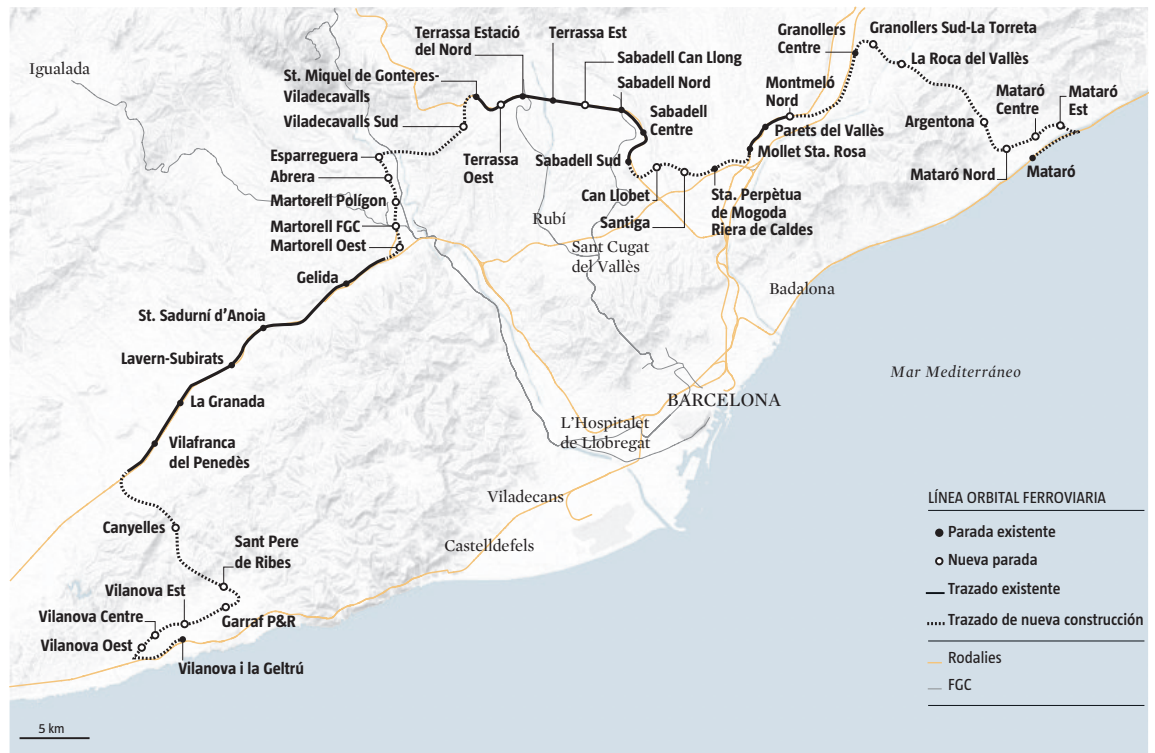 Igualada
Terrassa Estació
del Nord
Terrassa Est
Sabadell Can Llong
Sabadell Nord
Sabadell
Centre
St. Miquel de Gonteres-
Viladecavalls
Viladecavalls Sud
Terrassa
Oest
Sabadell Sud
Granollers
Centre
Granollers Sud-La Torreta
La Roca del Vallès
Montmeló
Nord
Mataró
Centre
Mataró
Est
Argentona
Parets del Vallès
Mollet Sta. Rosa
Mataró Nord
Mataró
Esparreguera
Abrera
Martorell Polígon
Martorell FGC
Martorell Oest
Can Llobet
Santiga
Sta. Perpètua
de Mogoda
Riera de Caldes
Rubí
Sant Cugat
del Vallès
Gelida
Badalona
St. Sadurní d'Anoia
Lavern-Subirats
La Granada
Mar Mediterráneo
BARCELONA
L'Hospitalet
de Llobregat
Vilafranca
del Penedès
Viladecans
Canyelles
Castelldefels
Sant Pere
de Ribes
Vilanova Est
Vilanova Centre
Garraf P&R
Vilanova Oest
Vilanova i la Geltrú
LÍNEA ORBITAL FERROVIARIA
Parada existente
Nueva parada
Trazado existente
Trazado de nueva construcción
Rodalies
FGC
5 km